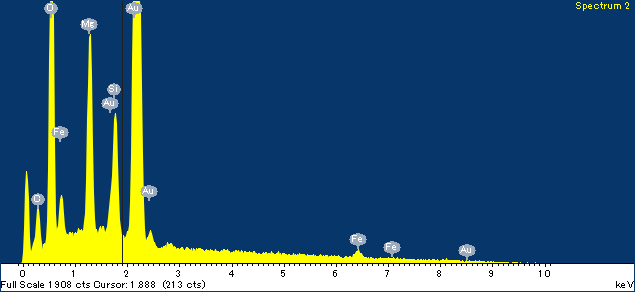 Spectrum 2
O Au
Mg
Si
Au
Fe
Au
O
Fe Fe Au
0 1 2 3 4 5 6 7 8 9 10
Full Scale 1908 cts Cursor: 1.888 (213 cts) keV